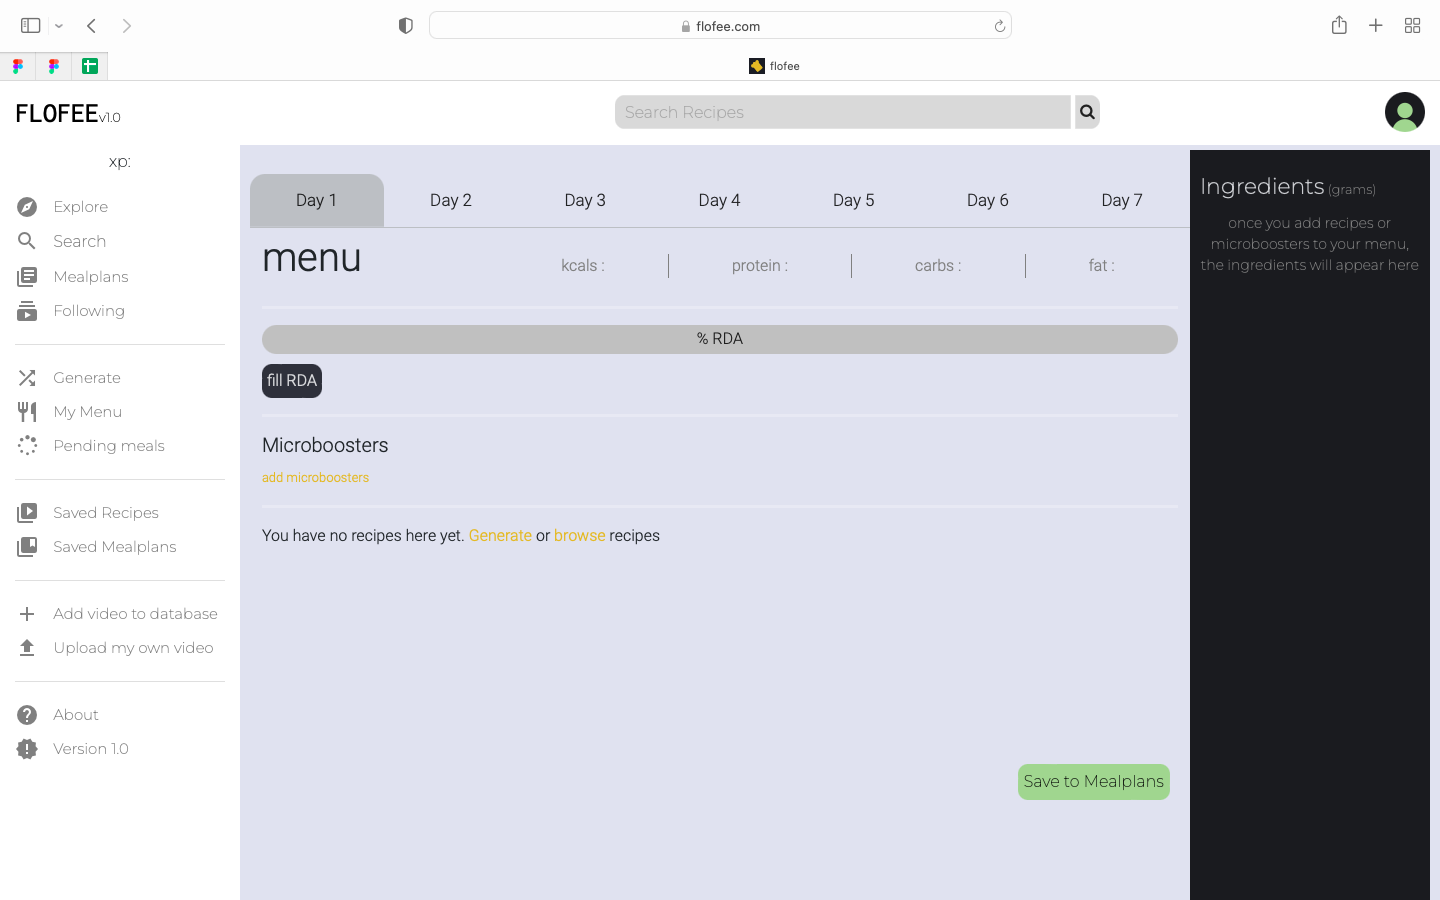 flofee.com
flofee
FLOFEE v1.0
Search Recipes
xp:
Explore
Search
Mealplans
Following
Generate
My Menu
Pending meals
Saved Recipes
Saved Mealplans
Add video to database
Upload my own video
About
Version 1.0
Day 1 Day 2 Day 3 Day 4 Day 5 Day 6 Day 7
menu kcals : protein : carbs : fat :
% RDA
fill RDA
Microboosters
add microboosters
You have no recipes here yet. Generate or browse recipes
Save to Mealplans
Ingredients (grams)
once you add recipes or
microboosters to your menu,
the ingredients will appear here